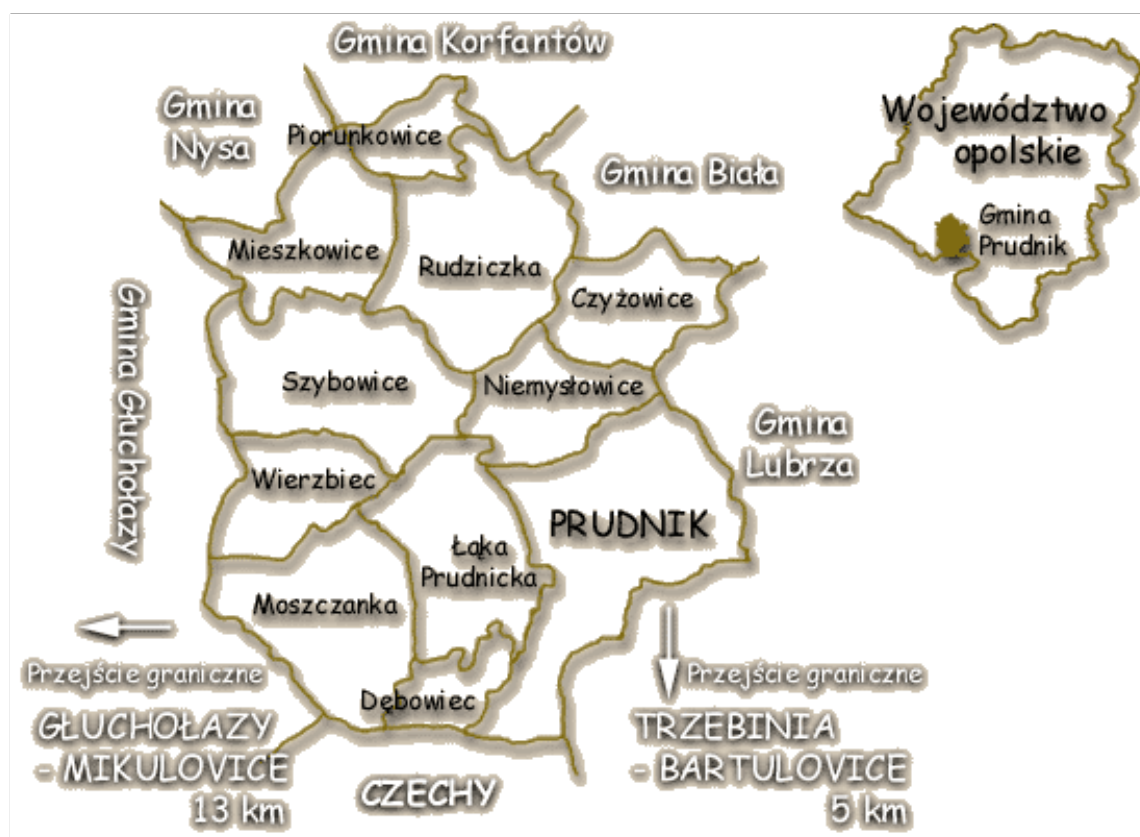 Gmina Korfantów
Gmina
Nysa
Piorunkowice
Gmina Biała
Mieszkowice
Rudziczka
Czyżowice
Gmina Głuchołazy
Szybowice
Niemysłowice
Gmina
Lubrza
Wierzbiec
PRUDNIK
Łąka
Prudnicka
Moszczanka
Dębowiec
Przejście graniczne
GŁUCHOŁAZY
- MIKULOVICE
13 km
CZECHY
Przejście graniczne
TRZEBINIA
- BARTULOVICE
5 km
Województwo
opolskie
Gmina
Prudnik